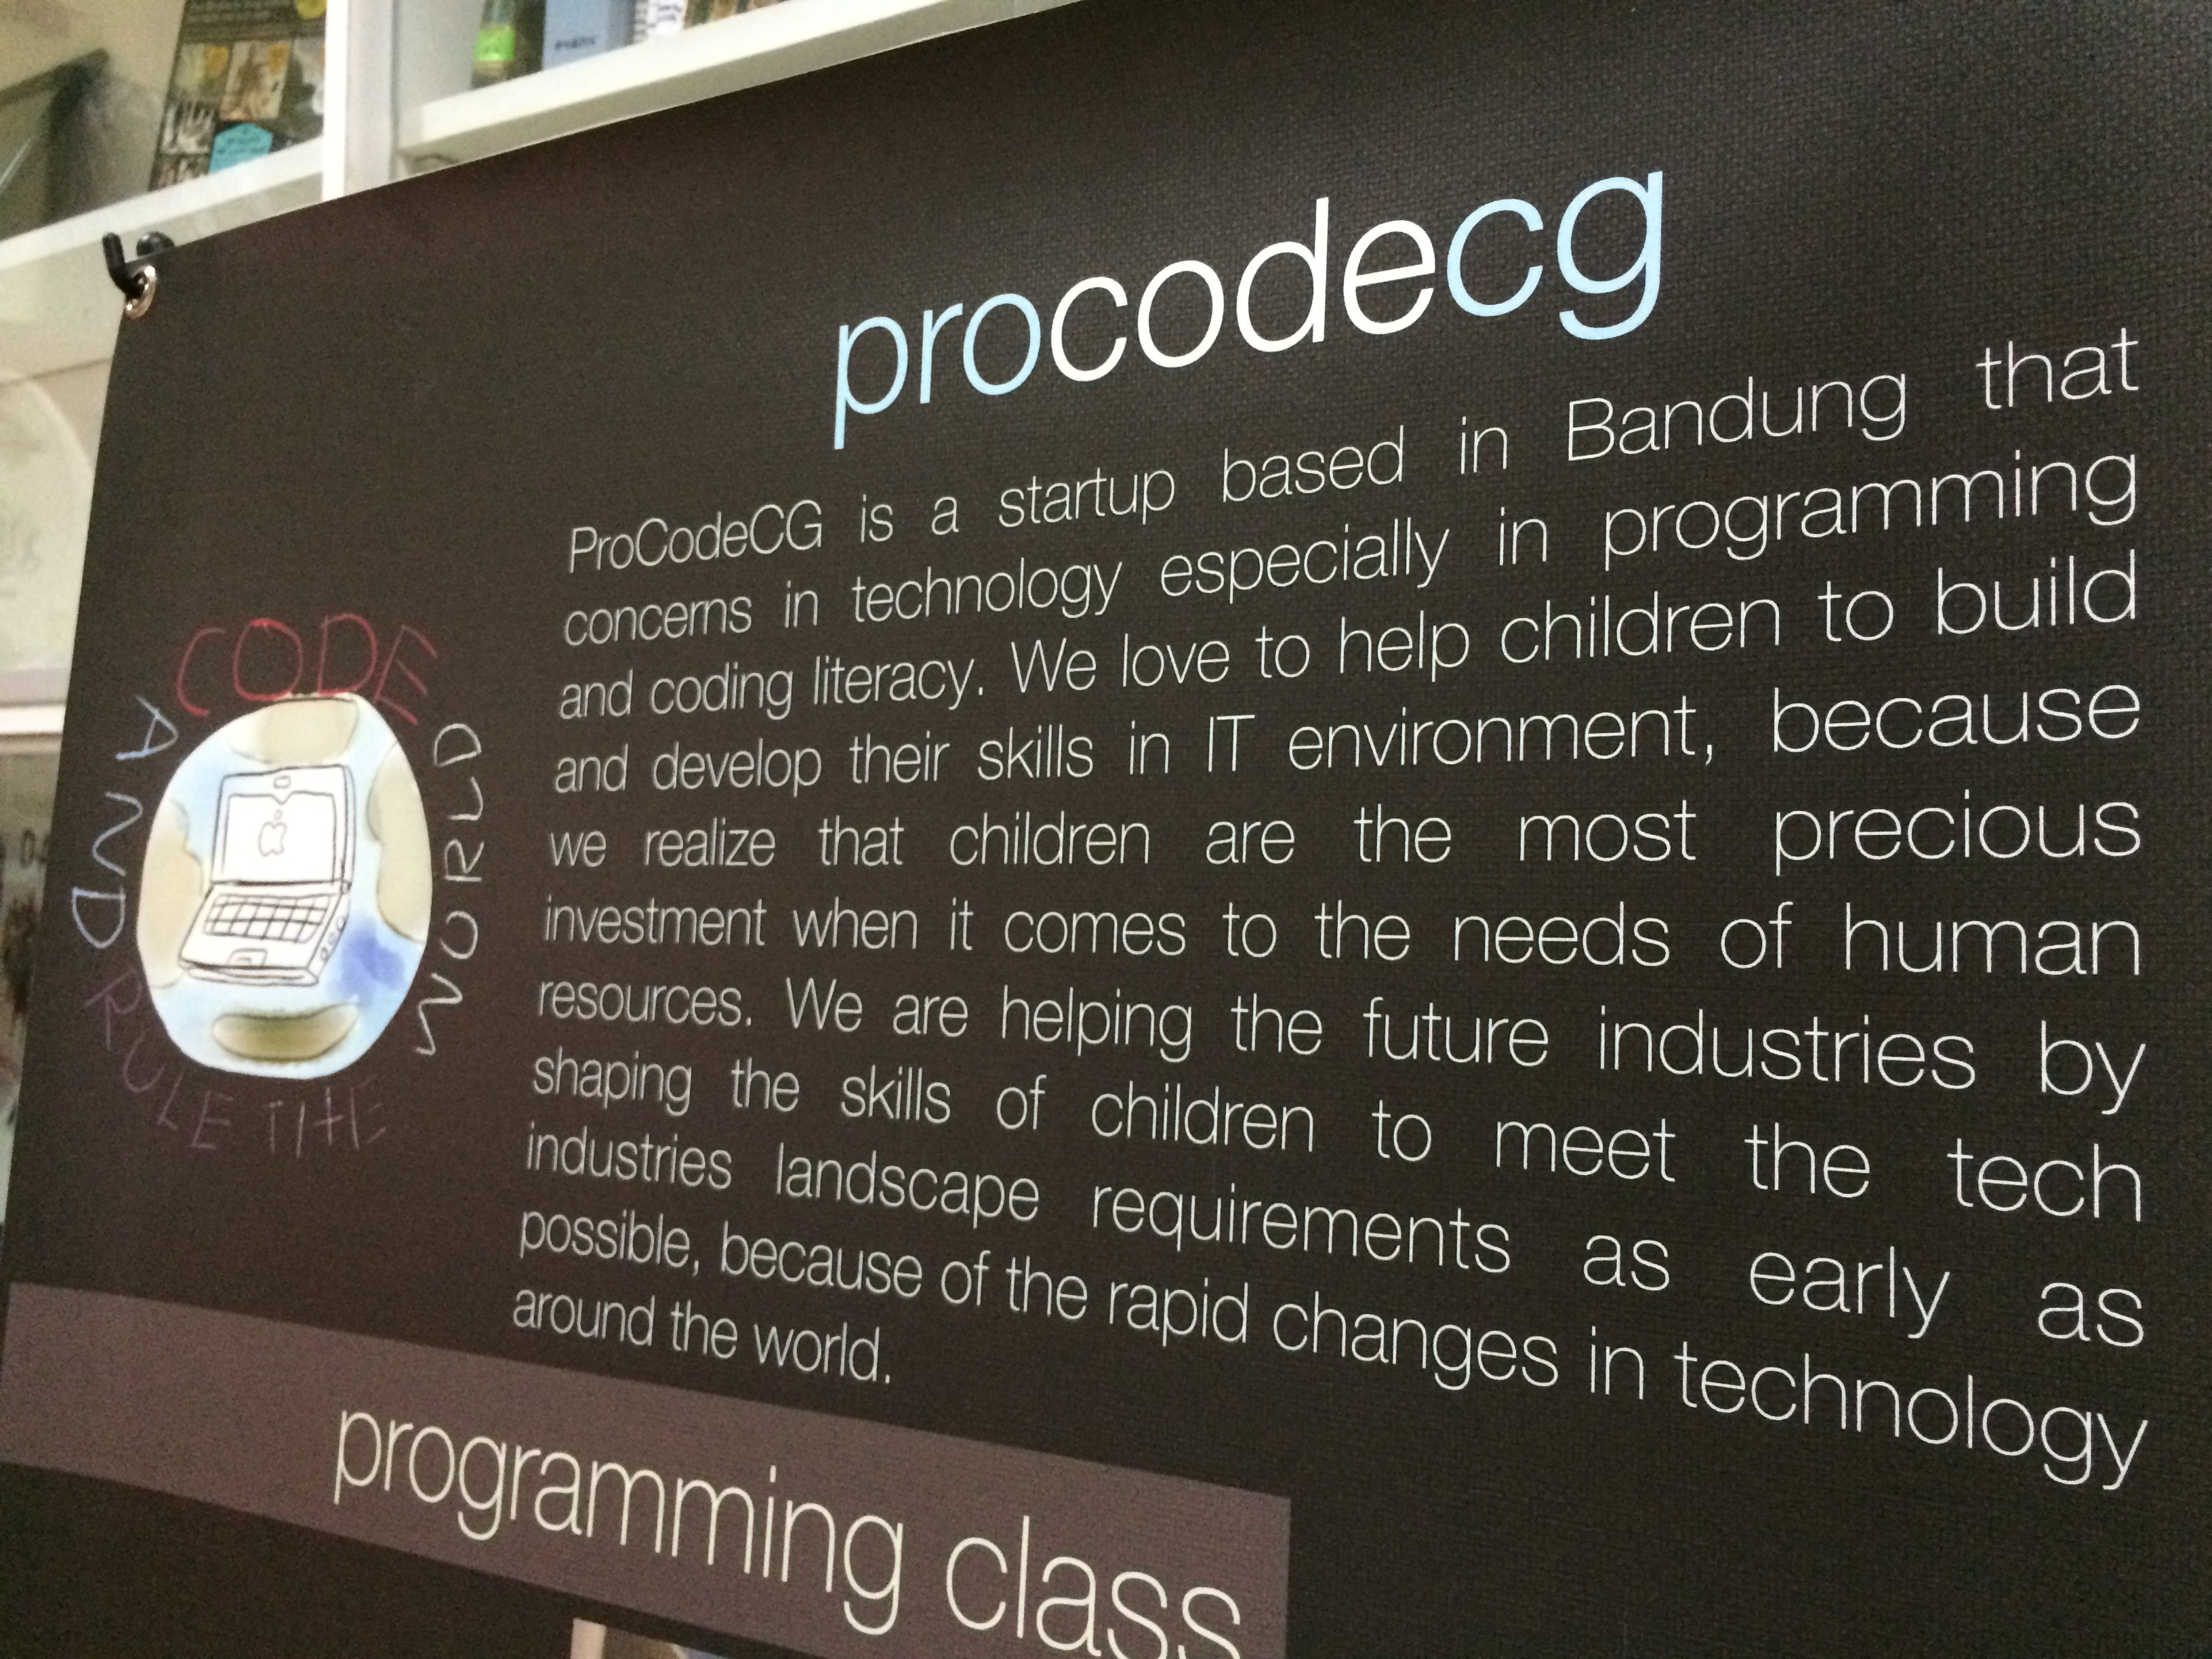 procodecg
ProCodeCG is a startup based in Bandung that
concerns in technology especially in programming
and coding literacy. We love to help children to build
and develop their skills in IT environment, because
we realize that children are the most precious
investment when it comes to the needs of human
resources. We are helping the future industries by
shaping the skills of children to meet the tech
industries landscape requirements as early as
possible, because of the rapid changes in technology
around the world.
CODE
AND
RULE THE
WORLD
programming class